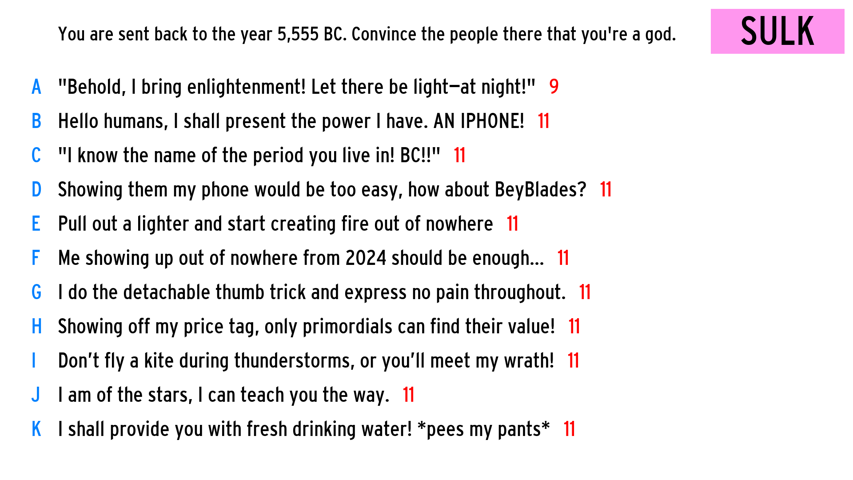 You are sent back to the year 5,555 BC. Convince the people there that you're a god.
SULK
A "Behold, I bring enlightenment! Let there be light—at night!" 9
B Hello humans, I shall present the power I have. AN IPHONE! 11
C "I know the name of the period you live in! BC!!" 11
D Showing them my phone would be too easy, how about BeyBlades? 11
E Pull out a lighter and start creating fire out of nowhere 11
F Me showing up out of nowhere from 2024 should be enough... 11
G I do the detachable thumb trick and express no pain throughout. 11
H Showing off my price tag, only primordials can find their value! 11
I Don’t fly a kite during thunderstorms, or you’ll meet my wrath! 11
J I am of the stars, I can teach you the way. 11
K I shall provide you with fresh drinking water! *pees my pants* 11